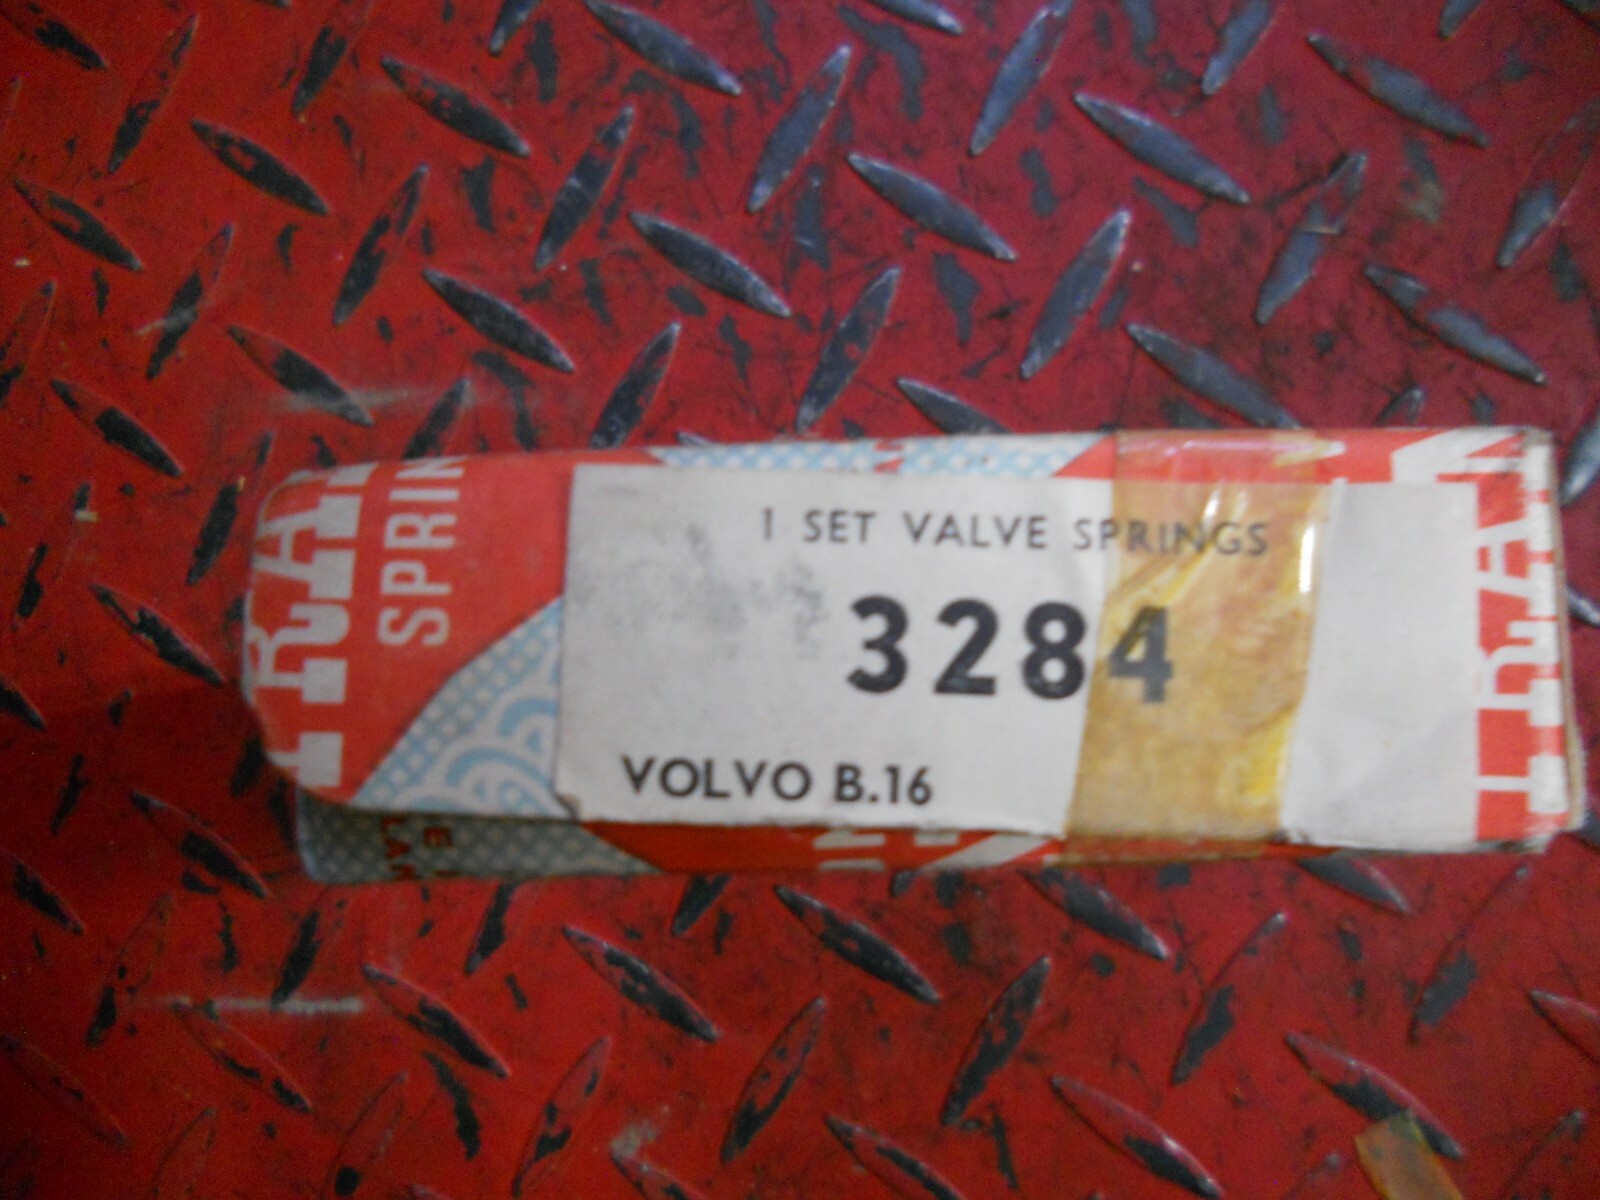 1 SET VALVE SPRINGS
3284
VOLVO B.16
SPRIN